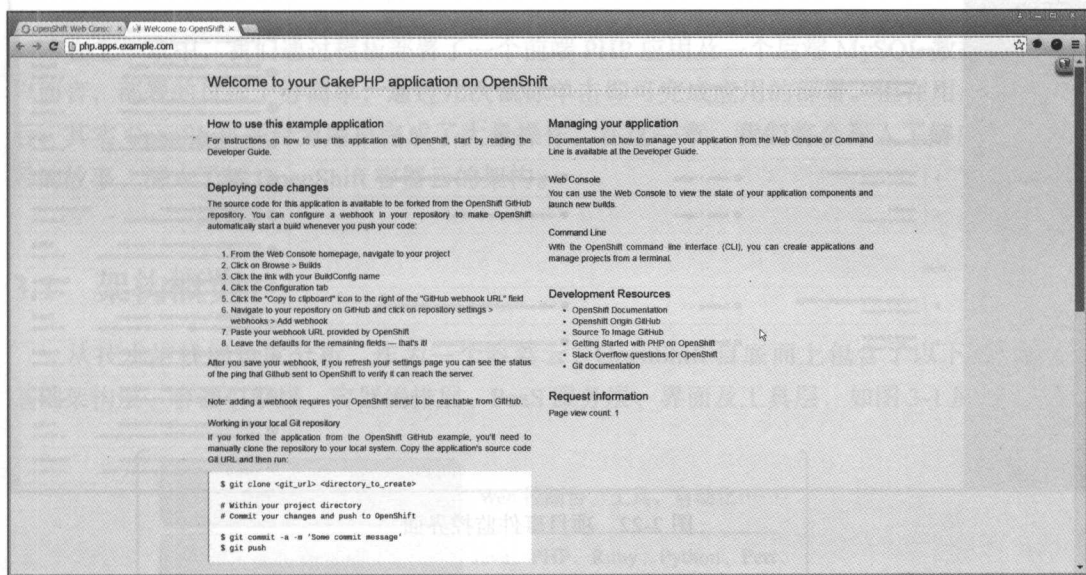 OpenShift Web Consc
Welcome to OpenShift
php.apps.example.com
Welcome to your CakePHP application on OpenShift
How to use this example application
For instructions on how to use this application with OpenShift, start by reading the
Developer Guide.
Deploying code changes
The source code for this application is available to be forked from the OpenShift GitHub
repository. You can configure a webhook in your repository to make OpenShift
automatically start a build whenever you push your code:
1. From the Web Console homepage, navigate to your project
2. Click on Browse > Builds
3. Click the link with your BuildConfig name
4. Click the Configuration tab
5. Click the "Copy to clipboard" icon to the right of the "GitHub webhook URL" field
6. Navigate to your repository on GitHub and click on repository settings >
webhooks > Add webhook
7. Paste your webhook URL provided by OpenShift
8. Leave the defaults for the remaining fields — that's it!
After you save your webhook, if you refresh your settings page you can see the status
of the ping that Github sent to OpenShift to verify it can reach the server.
Note: adding a webhook requires your OpenShift server to be reachable from GitHub.
Working in your local Git repository
If you forked the application from the OpenShift GitHub example, you'll need to
manually clone the repository to your local system. Copy the application's source code
Git URL and then run:
$ git clone <git_url> <directory_to_create>
# Within your project directory
# Commit your changes and push to OpenShift
$ git commit -a -m 'Some commit message'
$ git push
Managing your application
Documentation on how to manage your application from the Web Console or Command
Line is available at the Developer Guide.
Web Console
You can use the Web Console to view the state of your application components and
launch new builds.
Command Line
With the OpenShift command line interface (CLI), you can create applications and
manage projects from a terminal.
Development Resources
• OpenShift Documentation
• Openshift Origin GitHub
• Source To Image GitHub
• Getting Started with PHP on OpenShift
• Stack Overflow questions for OpenShift
• Git documentation
Request information
Page view count: 1